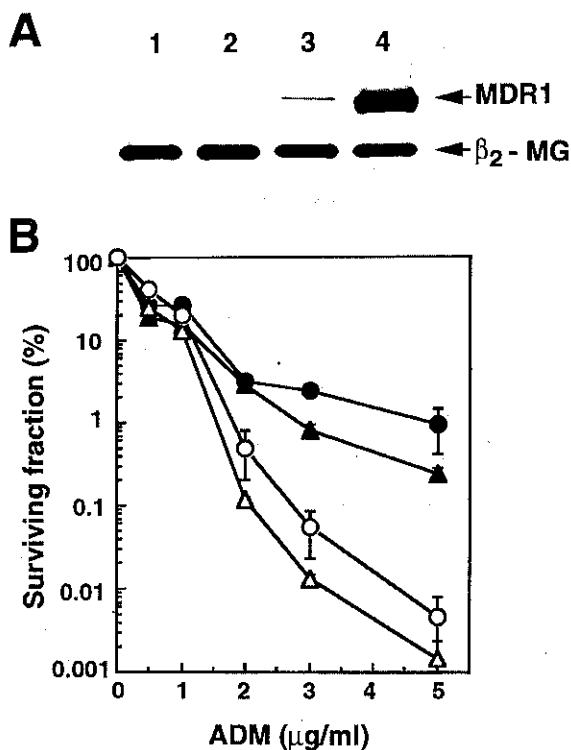 A
1 2 3 4
MDR1
β2 - MG
B
Surviving fraction (%)
100
10
1
0.1
0.01
0.001
0 1 2 3 4 5
ADM (μg/ml)